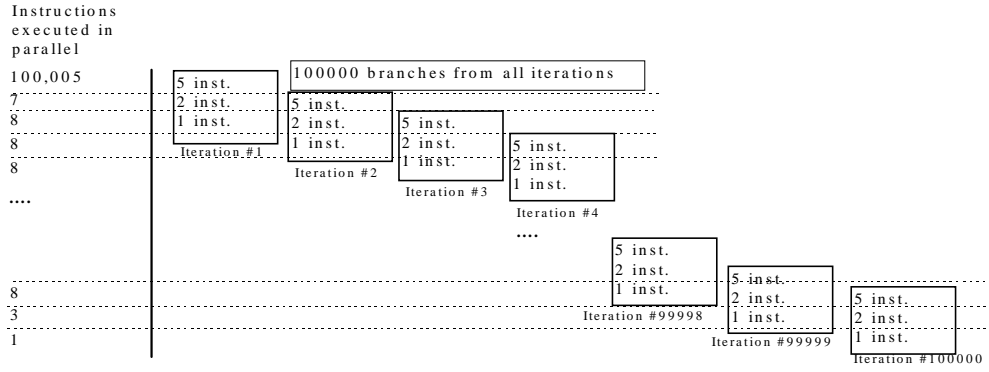 Instructions
executed in
parallel
100,005
7
8
8
8
....
8
3
1
100000 branches from all iterations
5 inst.
2 inst.
1 inst.
Iteration #1
5 inst.
2 inst.
1 inst.
Iteration #2
5 inst.
2 inst.
1 inst.
Iteration #3
5 inst.
2 inst.
1 inst.
Iteration #4
....
5 inst.
2 inst.
1 inst.
Iteration #99998
5 inst.
2 inst.
1 inst.
Iteration #99999
5 inst.
2 inst.
1 inst.
Iteration #100000